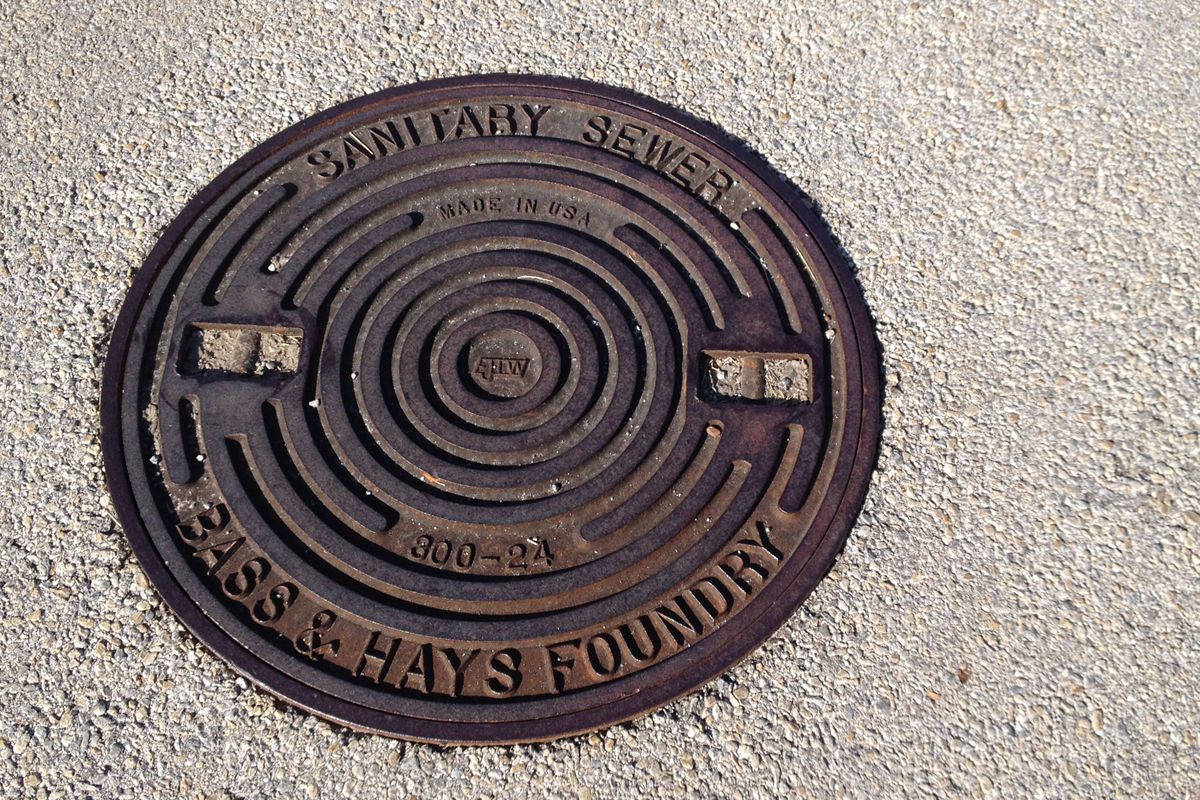 SANITARY SEWER
MADE IN USA
300-24
BASS & HAYS FOUNDRY